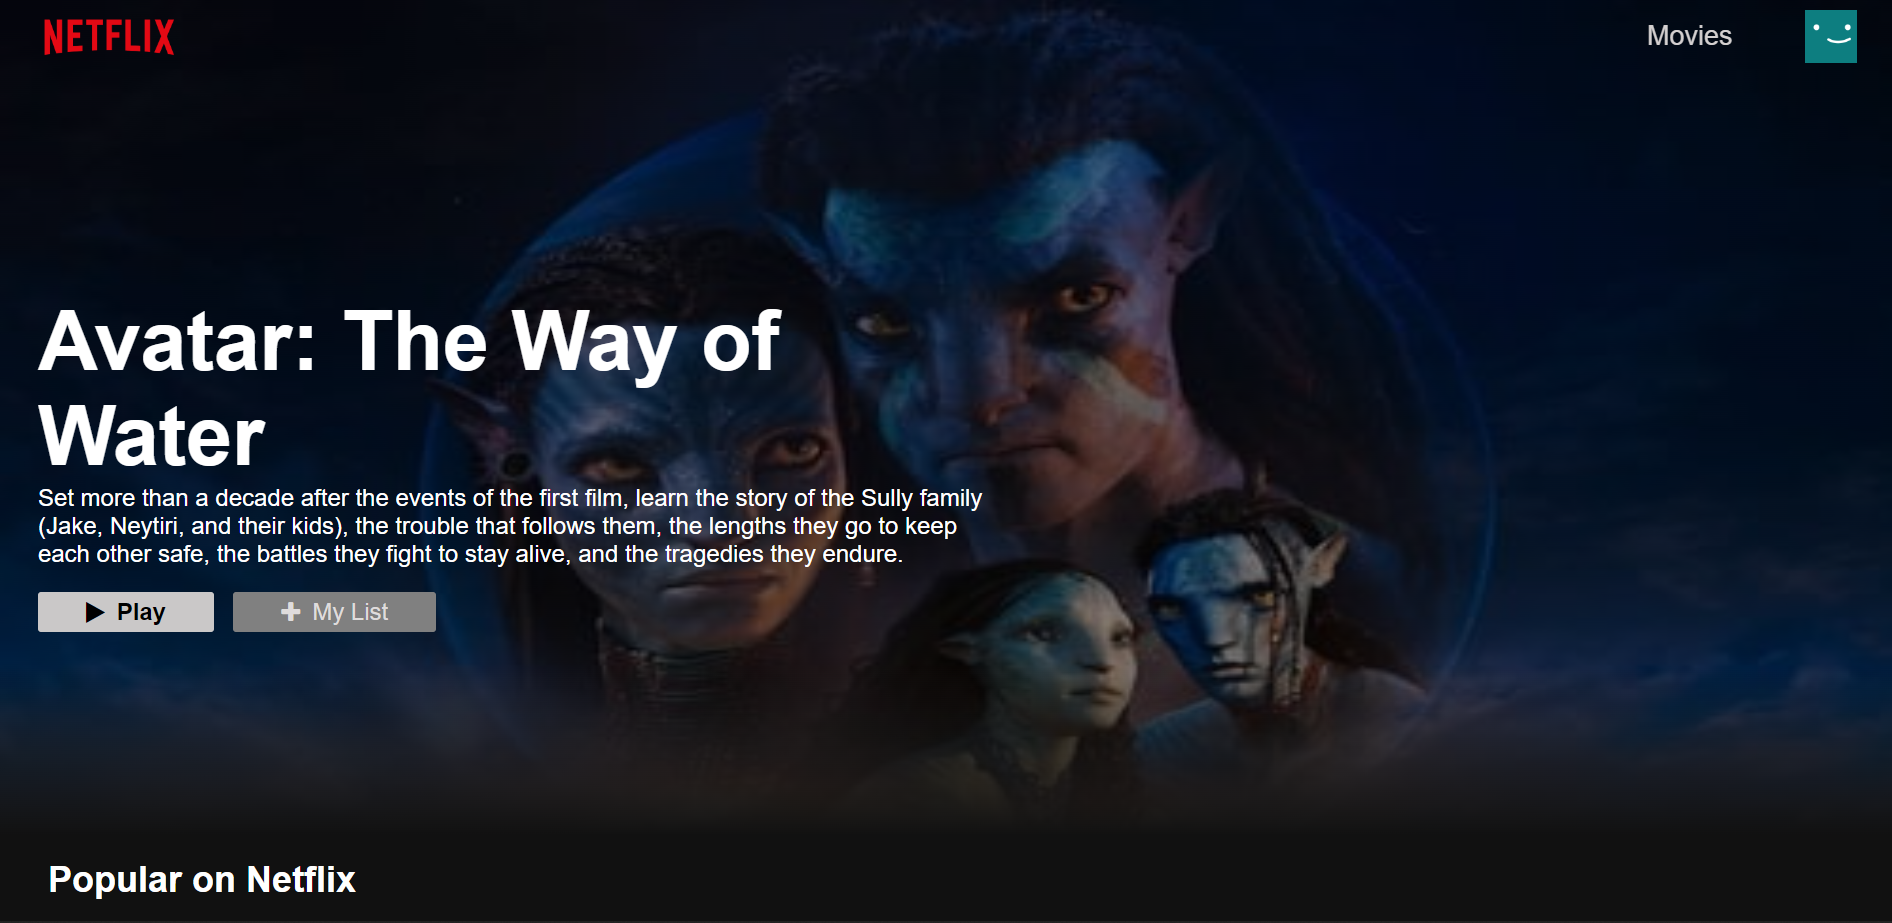 NETFLIX
Movies
Avatar: The Way of
Water
Set more than a decade after the events of the first film, learn the story of the Sully family
(Jake, Neytiri, and their kids), the trouble that follows them, the lengths they go to keep
each other safe, the battles they fight to stay alive, and the tragedies they endure.
Play
My List
Popular on Netflix